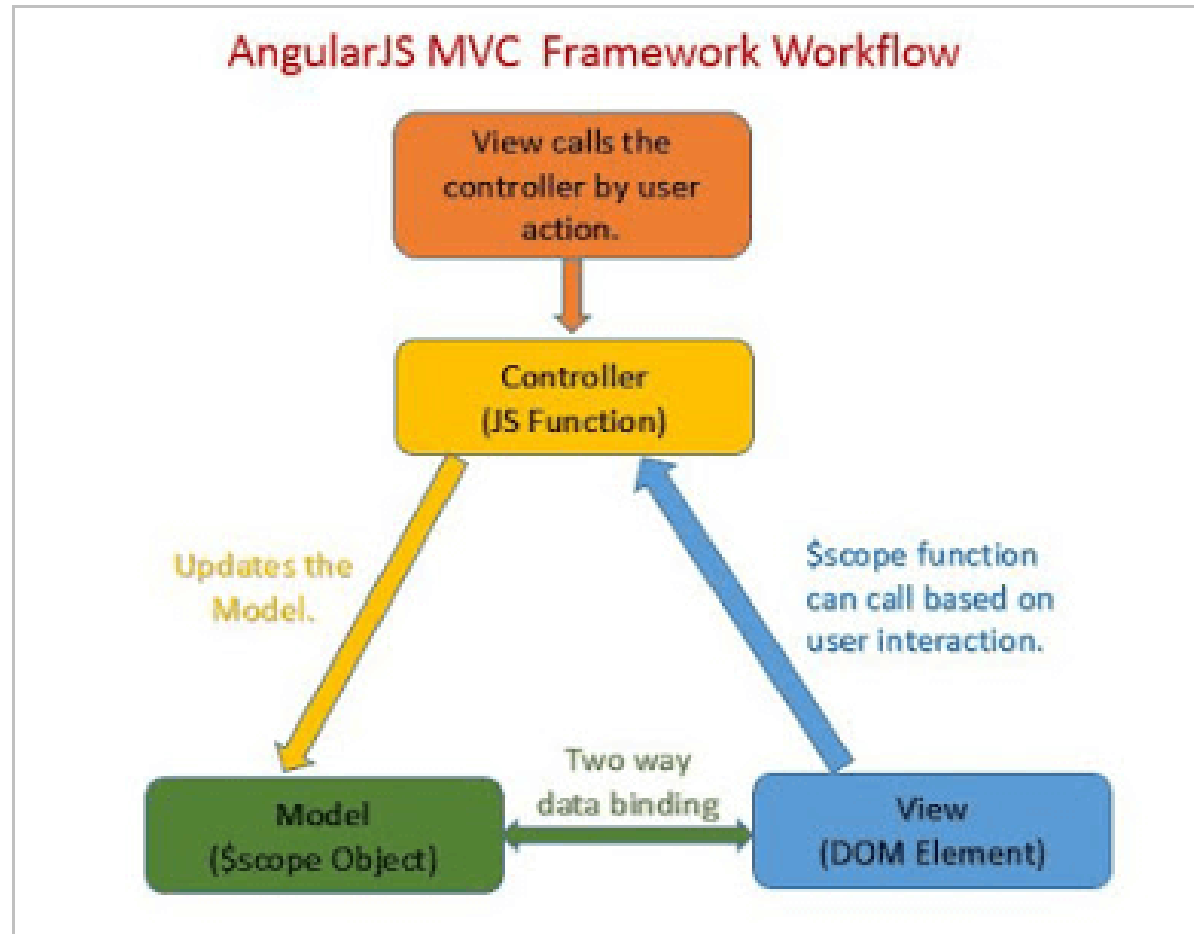 AngularJS MVC Framework Workflow
View calls the
controller by user
action.
Controller
(JS Function)
Updates the
Model.
$scope function
can call based on
user interaction.
Two way
data binding
Model
($scope Object)
View
(DOM Element)